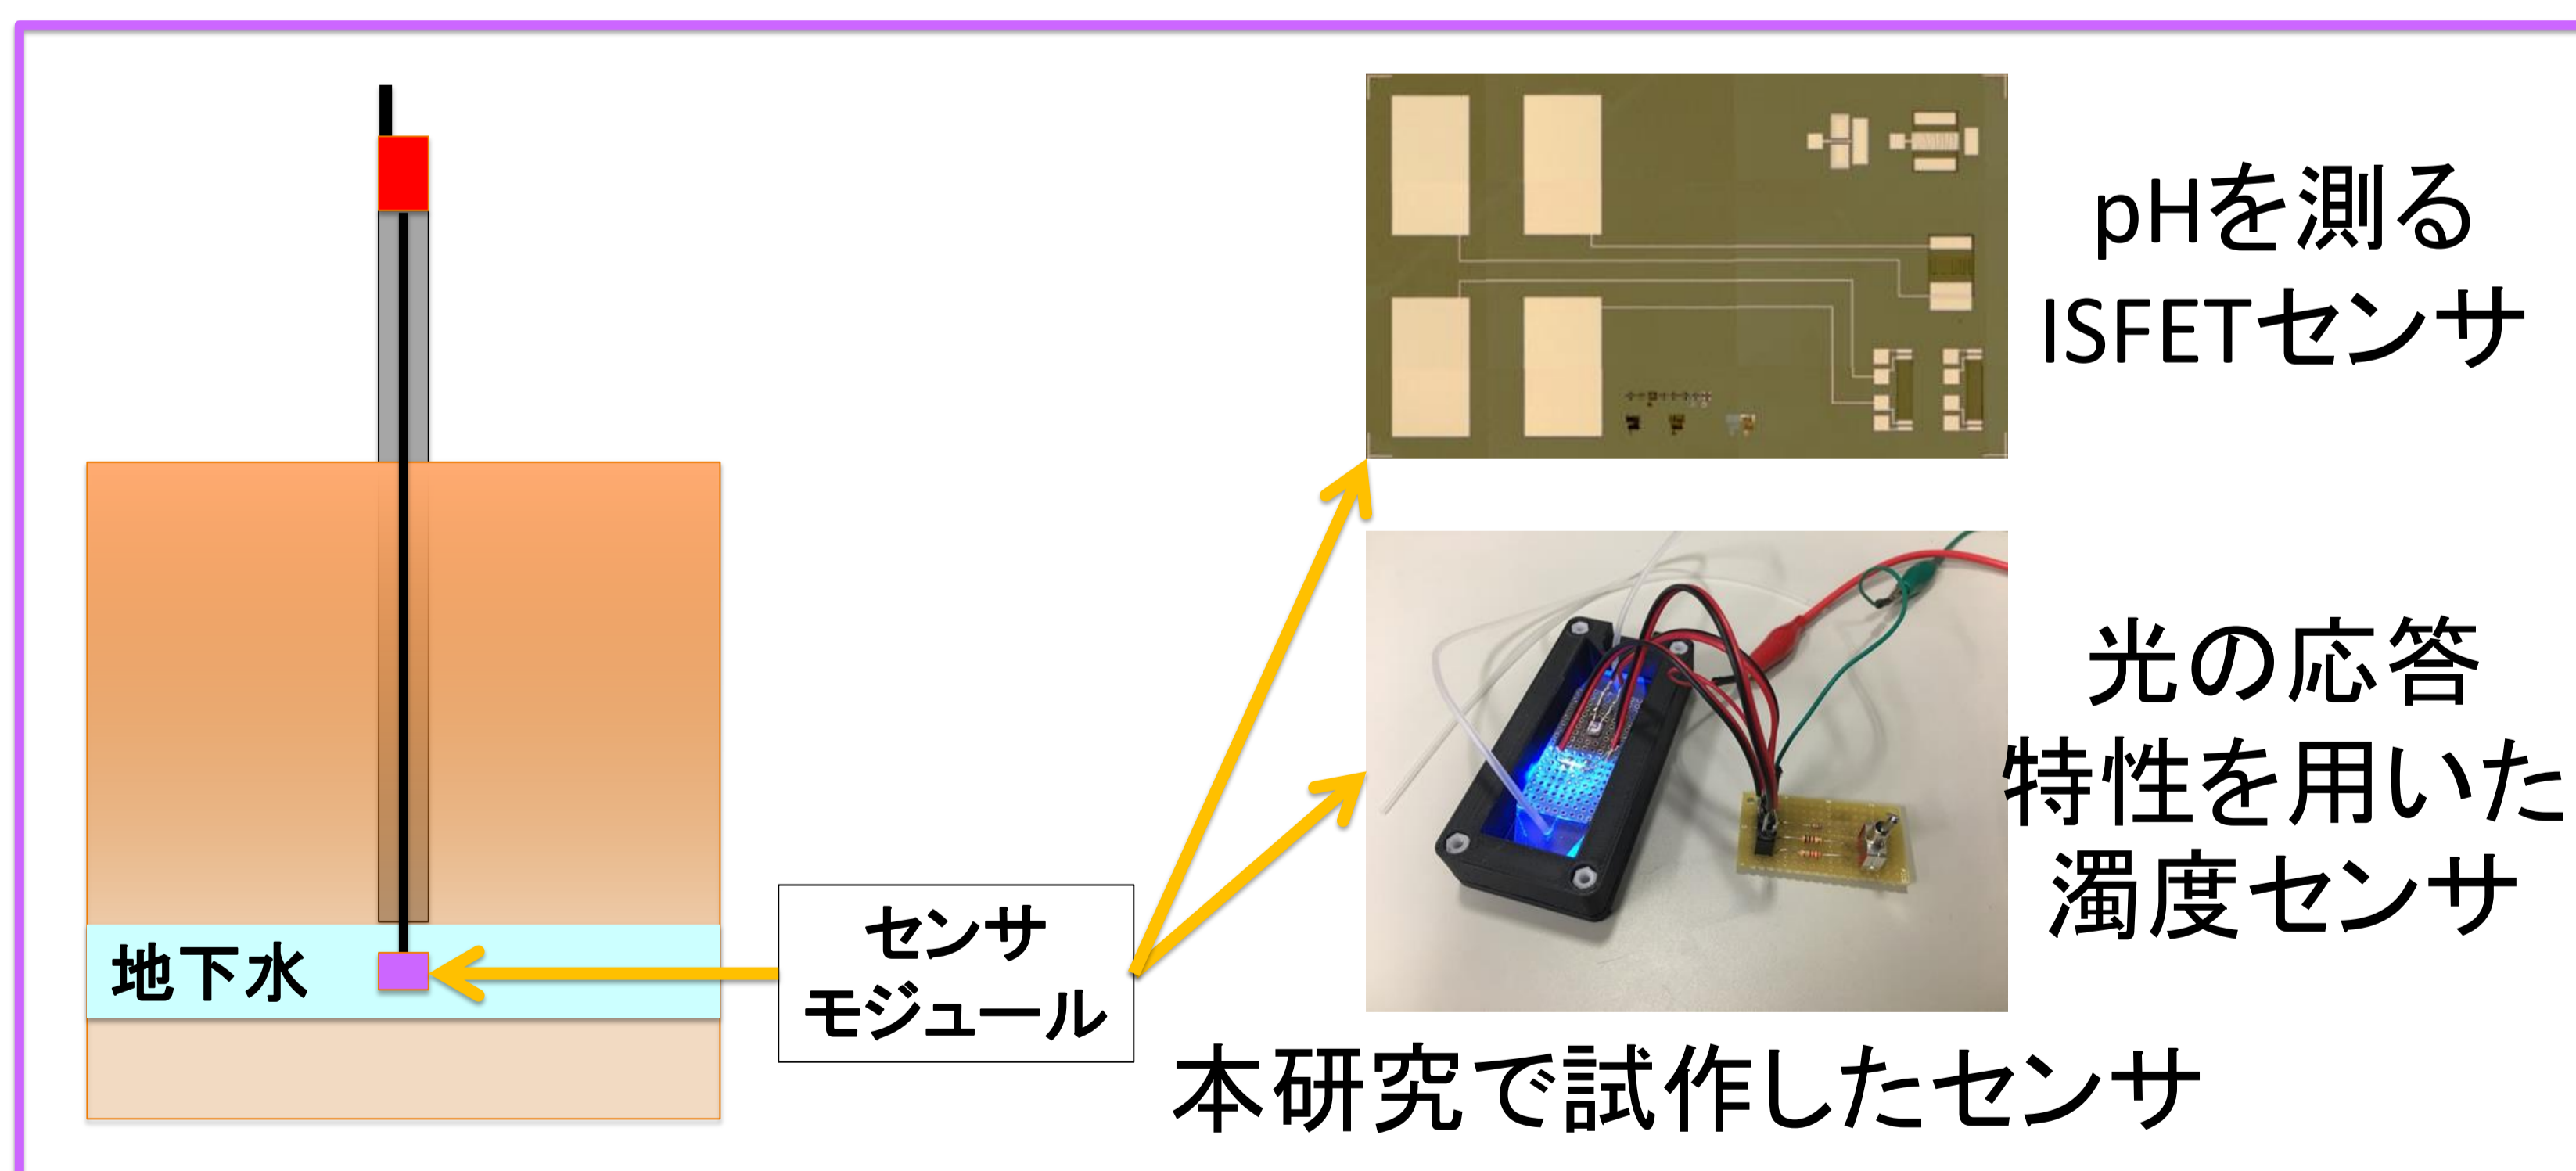 pHを測る
ISFETセンサ
光の応答
特性を用いた
濁度センサ
地下水
センサ
モジュール
本研究で試作したセンサ